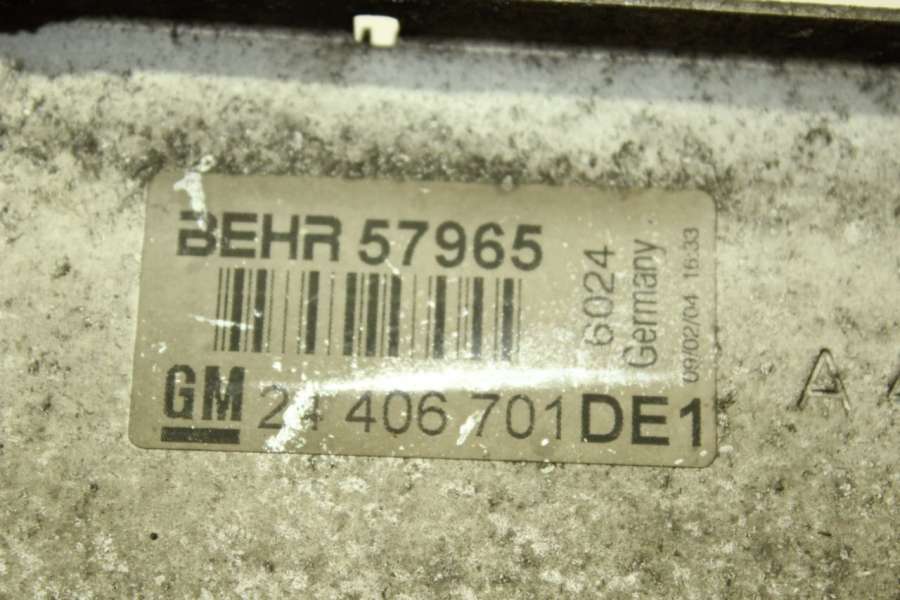 BEHR 57965
6024
Germany
09/02/04 16:33
GM 24 406 701 DE1
A